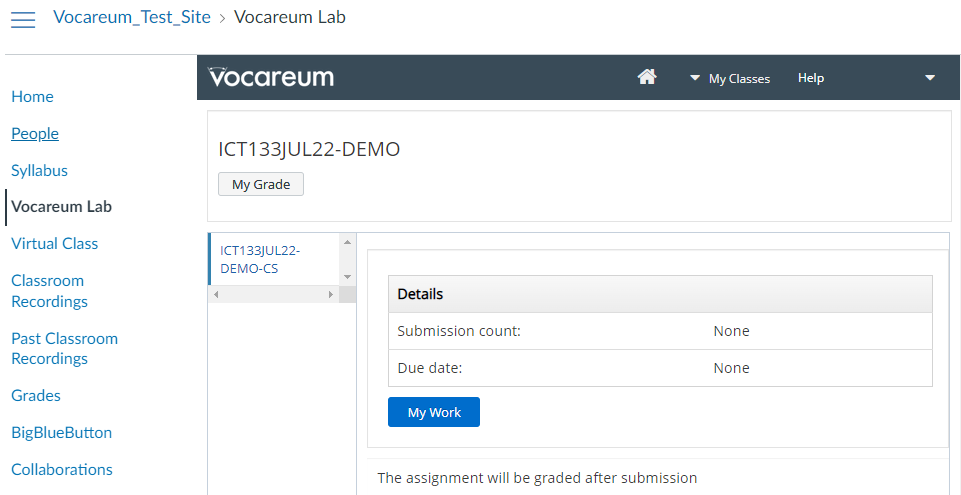 Vocareum_Test_Site > Vocareum Lab
Home
People
Syllabus
Vocareum Lab
Virtual Class
Classroom
Recordings
Past Classroom
Recordings
Grades
BigBlueButton
Collaborations
vocareum
My Classes
Help
ICT133JUL22-DEMO
My Grade
ICT133JUL22-
DEMO-CS
Details
Submission count: None
Due date: None
My Work
The assignment will be graded after submission